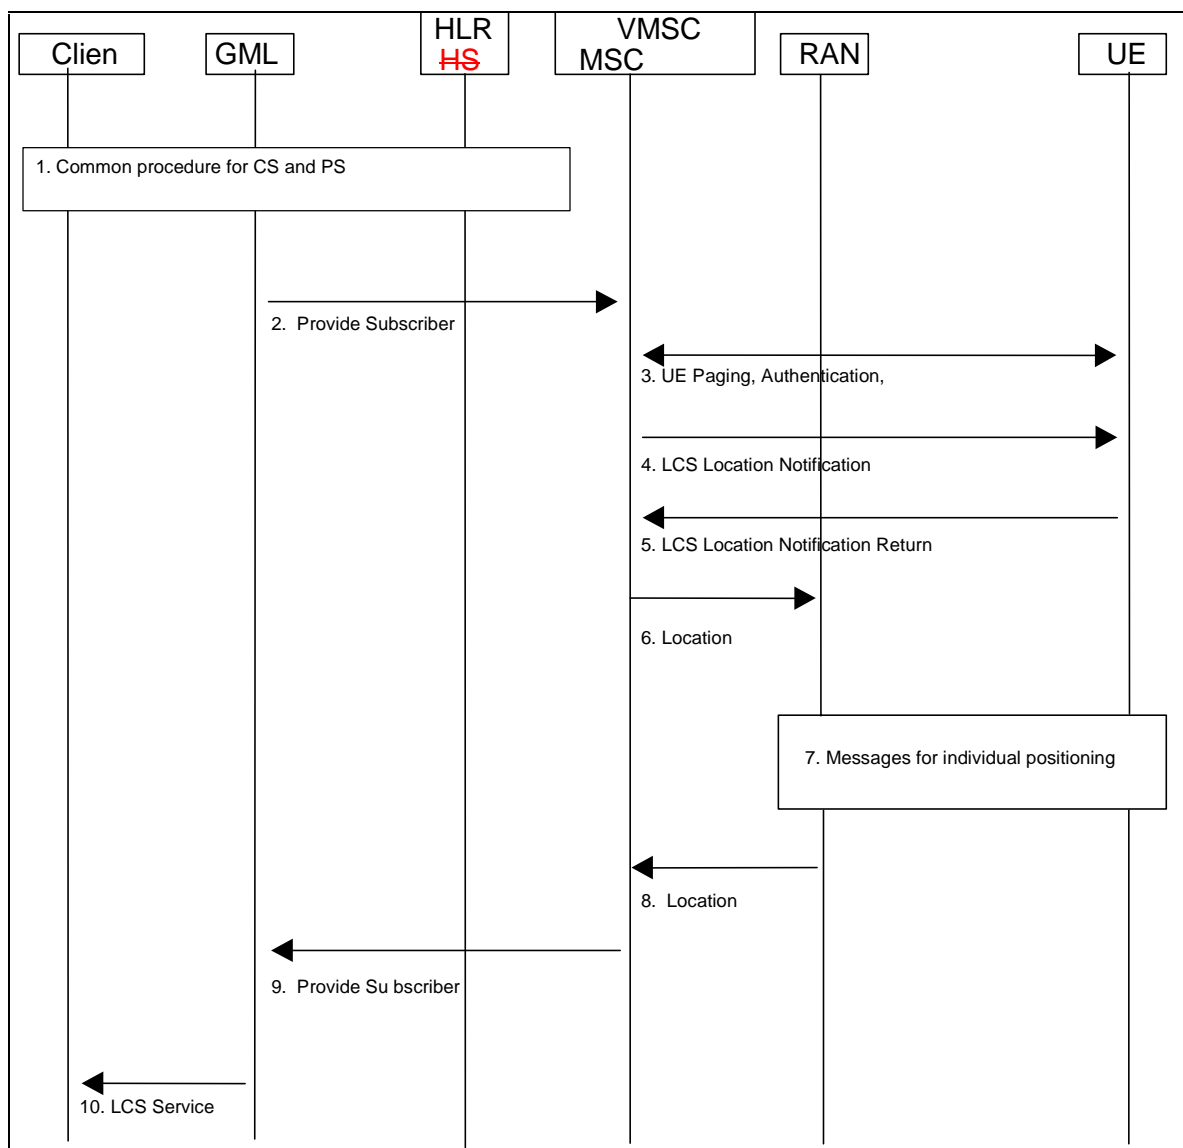 Clien
GML
HLR
HS
VMSC
MSC
RAN
UE
1. Common procedure for CS and PS
2. Provide Subscriber
3. UE Paging, Authentication,
4. LCS Location Notification
5. LCS Location Notification Return
6. Location
7. Messages for individual positioning
8. Location
9. Provide Su bscriber
10. LCS Service